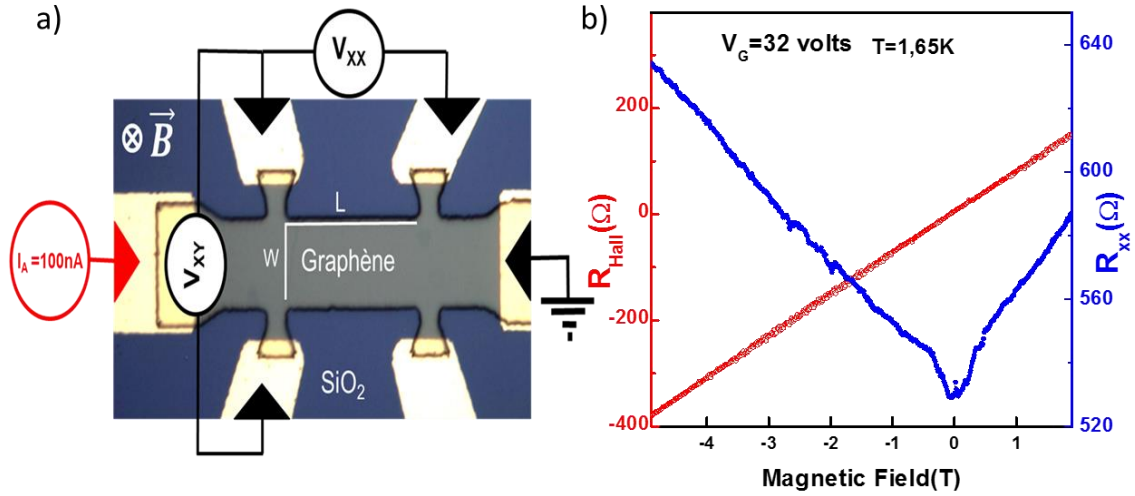 a)
V_XX
⊗ B⃗
L
I_A =100nA
V_XY
W
Graphène
SiO₂
b)
V_G=32 volts T=1,65K
R_Hall(Ω)
200
0
-200
-400
640
600
560
520
R_xx(Ω)
-4 -3 -2 -1 0 1
Magnetic Field(T)